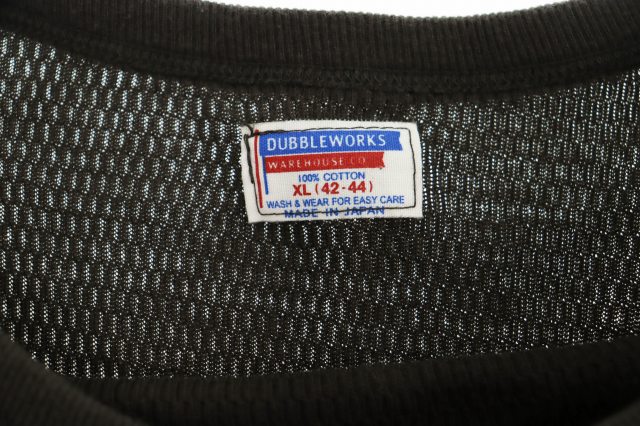 DUBBLEWORKS
WAREHOUSE CO
100% COTTON
XL (42-44)
WASH & WEAR FOR EASY CARE
MADE IN JAPAN